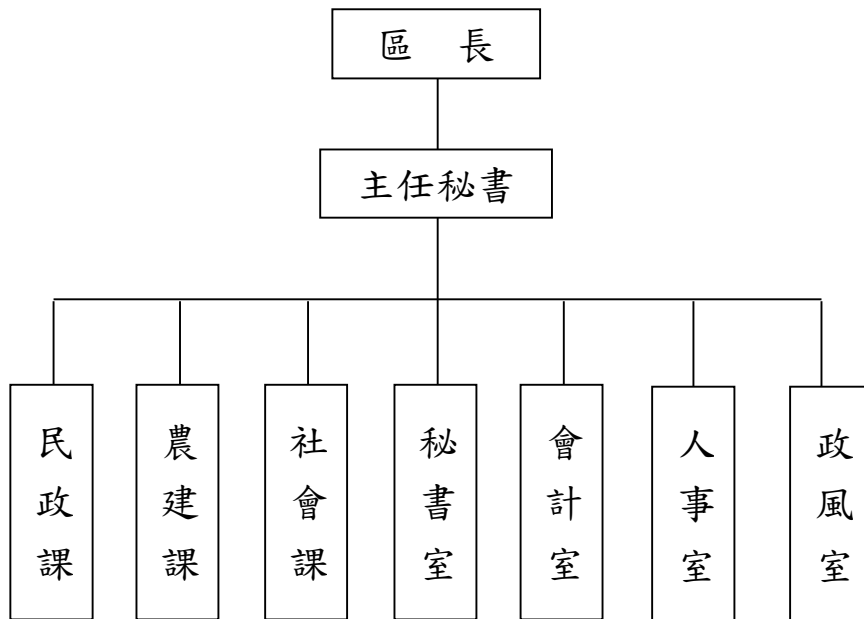 區 長
主任秘書
民政課
農建課
社會課
秘書室
會計室
人事室
政風室